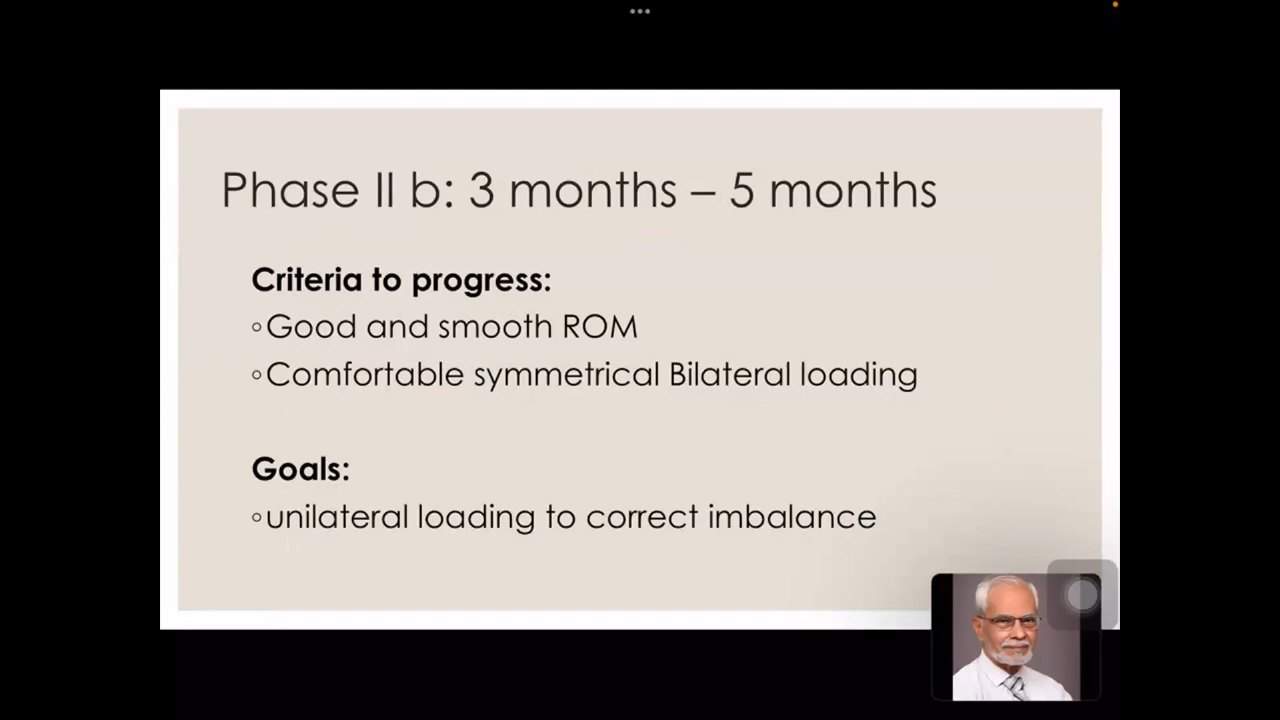 Phase II b: 3 months – 5 months
Criteria to progress:
◦Good and smooth ROM
◦Comfortable symmetrical Bilateral loading
Goals:
◦unilateral loading to correct imbalance